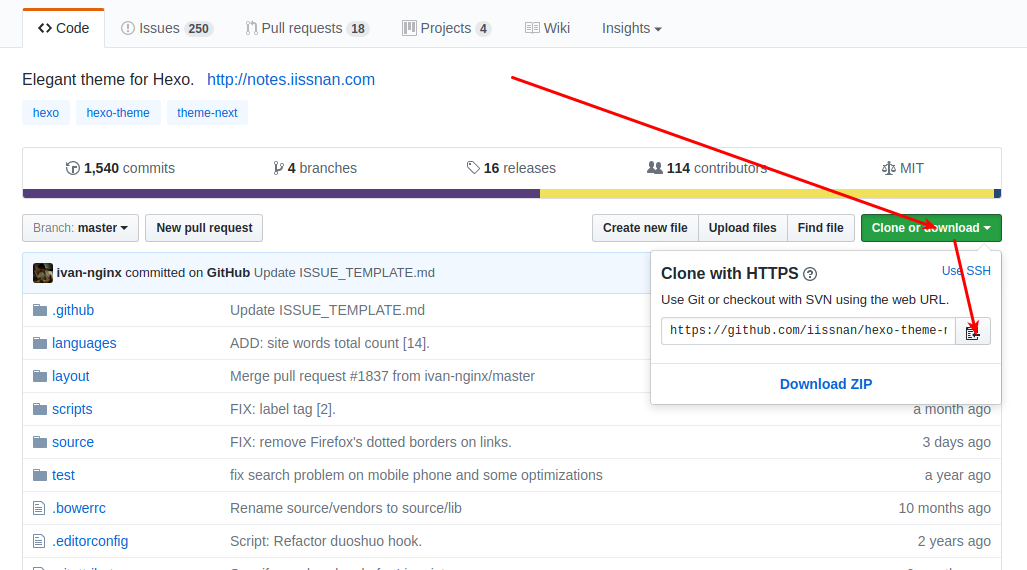 Code Issues 250 Pull requests 18 Projects 4 Wiki Insights
Elegant theme for Hexo. http://notes.iissnan.com
hexo hexo-theme theme-next
1,540 commits 4 branches 16 releases 114 contributors MIT
Branch: master New pull request Create new file Upload files Find file Clone or download
ivan-nginx committed on GitHub Update ISSUE_TEMPLATE.md
Clone with HTTPS ? Use SSH
Use Git or checkout with SVN using the web URL.
https://github.com/iissnan/hexo-theme-n
Download ZIP
.github Update ISSUE_TEMPLATE.md
languages ADD: site words total count [14].
layout Merge pull request #1837 from ivan-nginx/master
scripts FIX: label tag [2]. a month ago
source FIX: remove Firefox's dotted borders on links. 3 days ago
test fix search problem on mobile phone and some optimizations a year ago
.bowerrc Rename source/vendors to source/lib 10 months ago
.editorconfig Script: Refactor duoshuo hook. 2 years ago